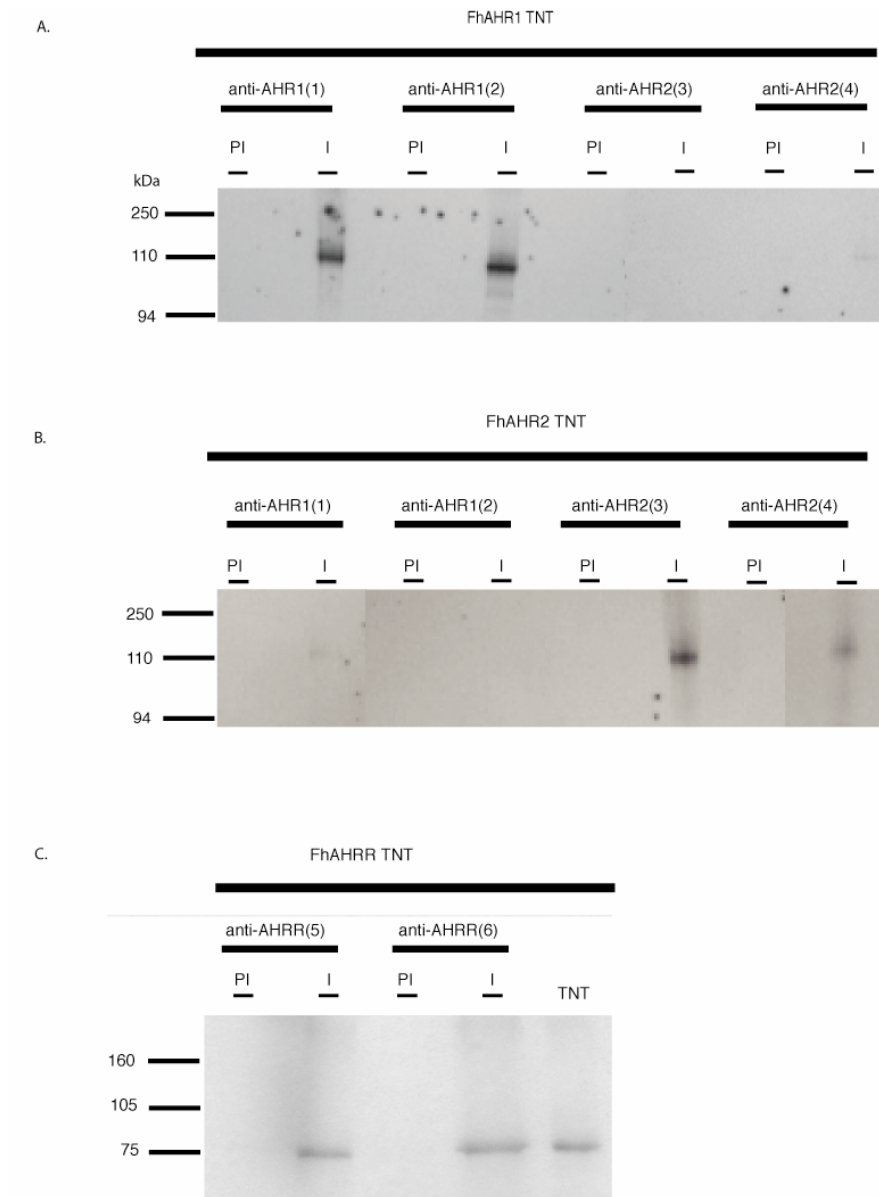 A.
FhAHR1 TNT
anti-AHR1(1) anti-AHR1(2) anti-AHR2(3) anti-AHR2(4)
PI I PI I PI I PI I
kDa
250
110
94
B.
FhAHR2 TNT
anti-AHR1(1) anti-AHR1(2) anti-AHR2(3) anti-AHR2(4)
PI I PI I PI I PI I
250
110
94
C.
FhAHRR TNT
anti-AHRR(5) anti-AHRR(6)
PI I PI I TNT
160
105
75